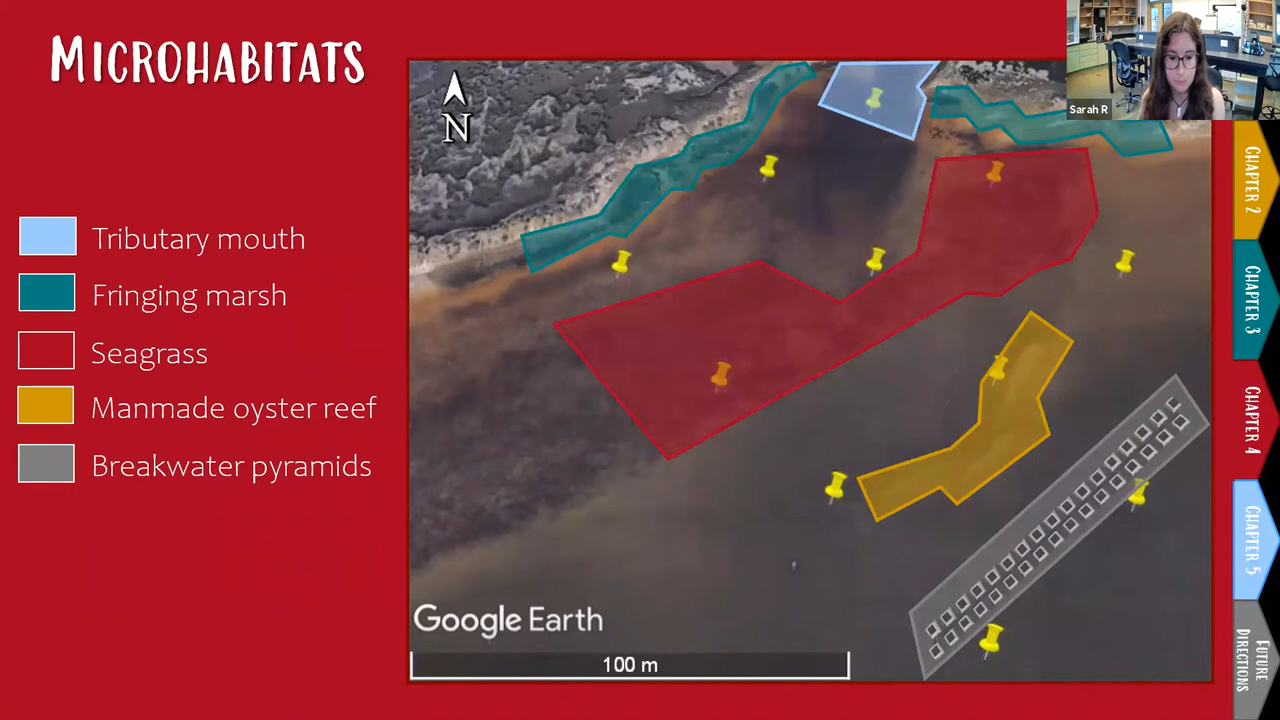 MICROHABITATS
Tributary mouth
Fringing marsh
Seagrass
Manmade oyster reef
Breakwater pyramids
N
Google Earth
100 m
Sarah R
CHAPTER 2
CHAPTER 3
CHAPTER 4
CHAPTER 5
FUTURE
DIRECTIONS